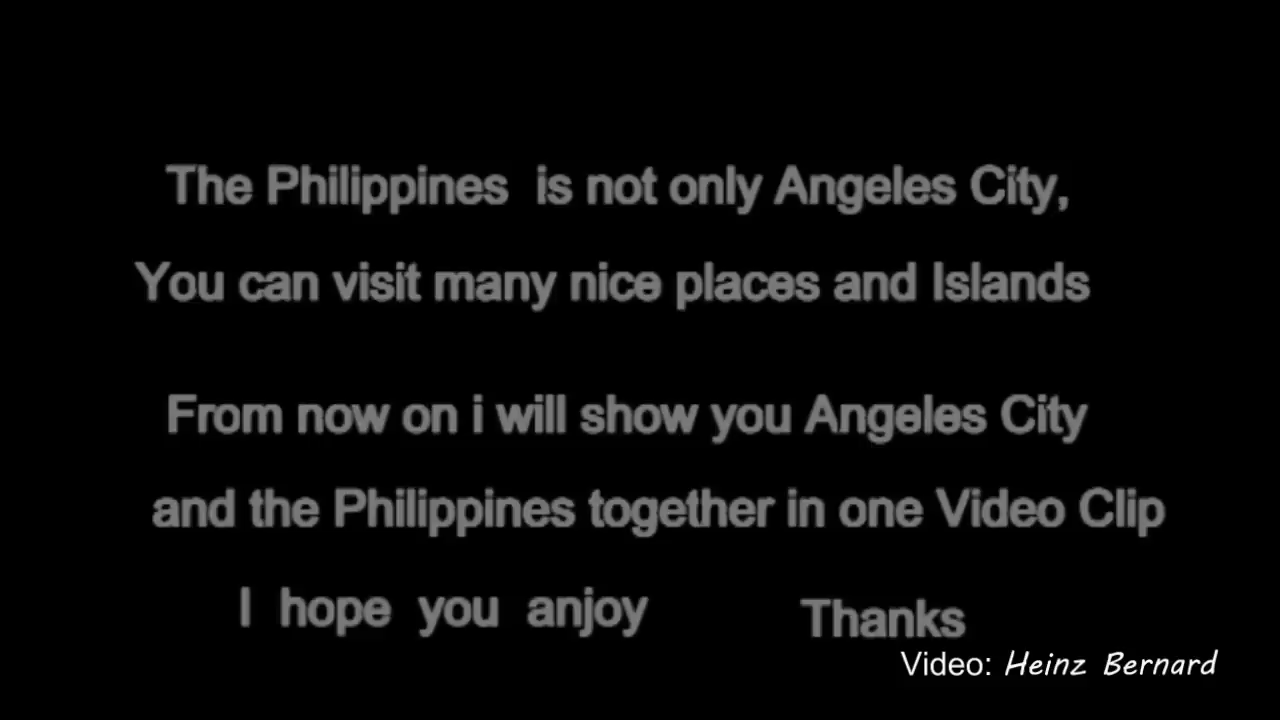 The Philippines is not only Angeles City,
You can visit many nice places and Islands
From now on i will show you Angeles City
and the Philippines together in one Video Clip
I hope you anjoy Thanks
Video: Heinz Bernard